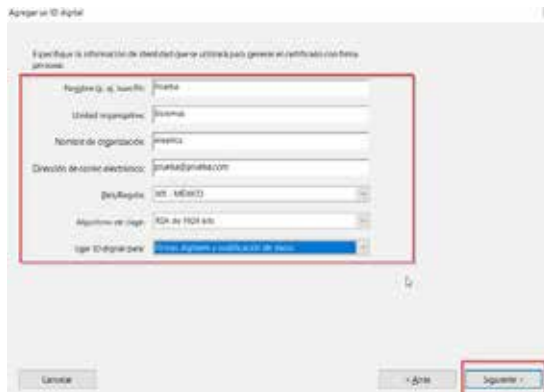 Agregar un ID digital
Especifique la información de identidad que se utilizará para generar el certificado con firma
personal.
Nombre (p. ej. Juan P): Prueba
Unidad organizativa: Sistemas
Nombre de organización:
Dirección de correo electrónico: prueba@prueba.com
País/Región: MX - MÉXICO
Algoritmo de clave: RSA de 1024 bits
Usar ID digital para: Firmas digitales y codificación de datos
Cancelar
< Atrás
Siguiente >